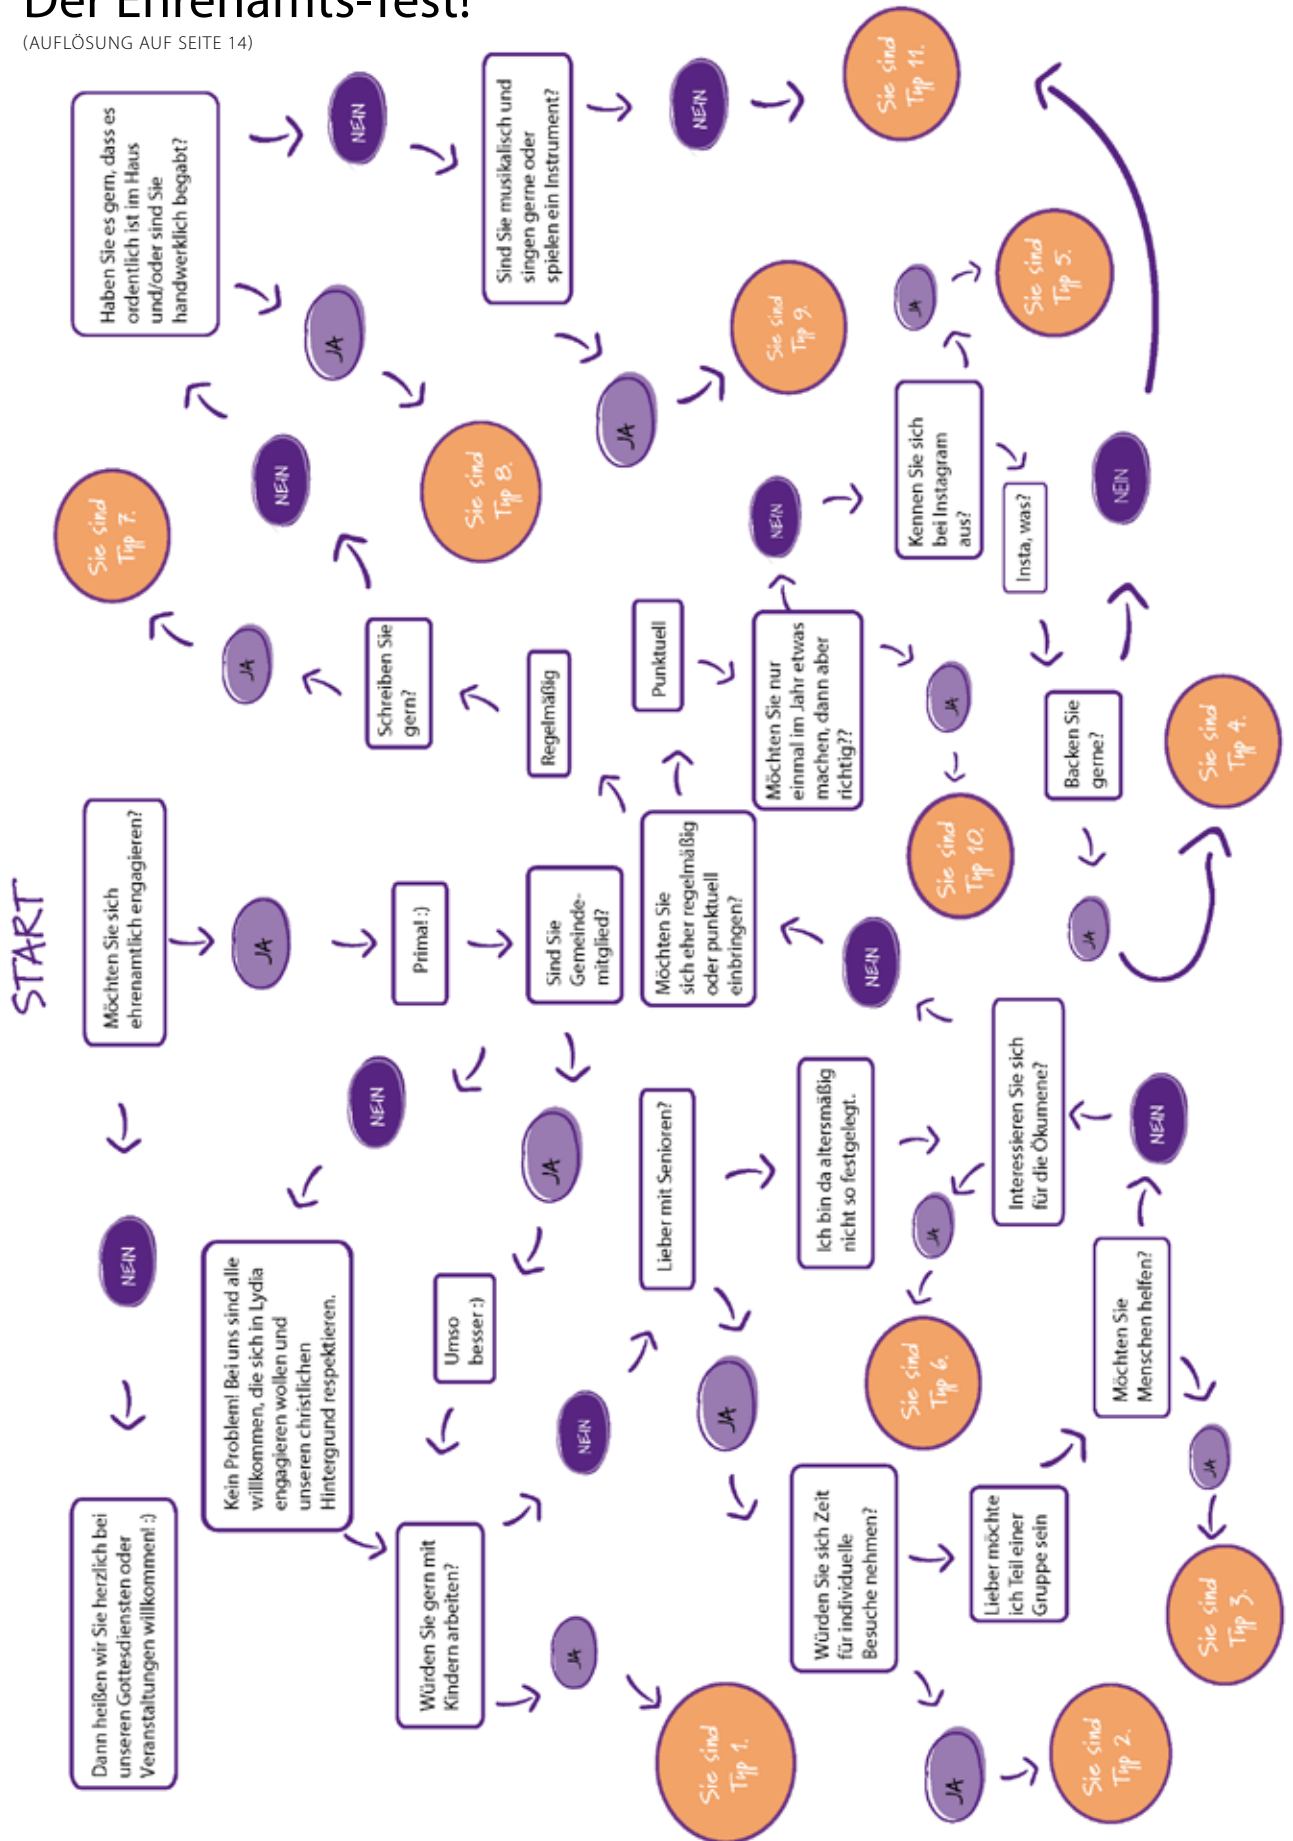 Der Ehrenamts-Test!
(AUFLÖSUNG AUF SEITE 14)
START
Möchten Sie sich
ehrenamtlich engagieren?
NEIN
Dann heißen wir Sie herzlich bei
unseren Gottesdiensten oder
Veranstaltungen willkommen! :)
JA
Prima! :)
Sind Sie
Gemeinde-
mitglied?
NEIN
Kein Problem! Bei uns sind alle
willkommen, die sich in Lydia
engagieren wollen und
unseren christlichen
Hintergrund respektieren.
JA
Umso
besser :)
Würden Sie gern mit
Kindern arbeiten?
JA
Sie sind
Typ 1.
NEIN
Lieber mit Senioren?
JA
Würden Sie sich Zeit
für individuelle
Besuche nehmen?
JA
Sie sind
Typ 2.
Lieber möchte
ich Teil einer
Gruppe sein
Möchten Sie
Menschen helfen?
JA
Sie sind
Typ 3.
NEIN
Ich bin da altersmäßig
nicht so festgelegt.
Interessieren Sie sich
für die Ökumene?
JA
Sie sind
Typ 6.
NEIN
Möchten Sie
sich eher regelmäßig
oder punktuell
einbringen?
Regelmäßig
Schreiben Sie
gern?
JA
Sie sind
Typ 7.
NEIN
Haben Sie es gern, dass es
ordentlich ist im Haus
und/oder sind Sie
handwerklich begabt?
JA
Sie sind
Typ 8.
NEIN
Sind Sie musikalisch und
singen gerne oder
spielen ein Instrument?
JA
Sie sind
Typ 9.
NEIN
Sie sind
Typ 11.
Punktuell
Möchten Sie nur
einmal im Jahr etwas
machen, dann aber
richtig??
JA
Sie sind
Typ 10.
NEIN
Kennen Sie sich
bei Instagram
aus?
JA
Sie sind
Typ 5.
Insta, was?
Backen Sie
gerne?
JA
Sie sind
Typ 4.
NEIN